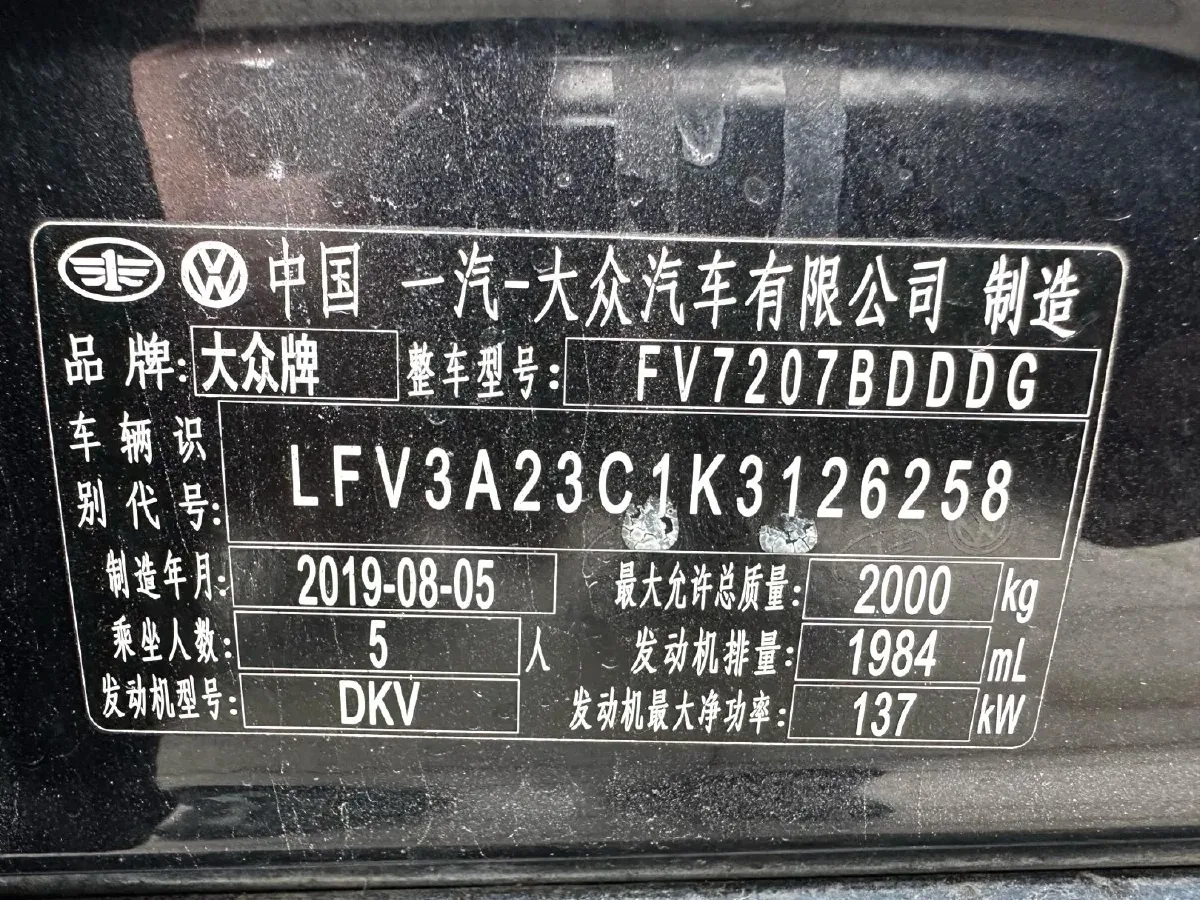 中国 一汽-大众汽车有限公司 制造
品牌: 大众牌 整车型号: FV7207BDDDG
车辆识别代号: LFV3A23C1K3126258
制造年月: 2019-08-05 最大允许总质量: 2000 kg
乘坐人数: 5 人 发动机排量: 1984 mL
发动机型号: DKV 发动机最大净功率: 137 kW